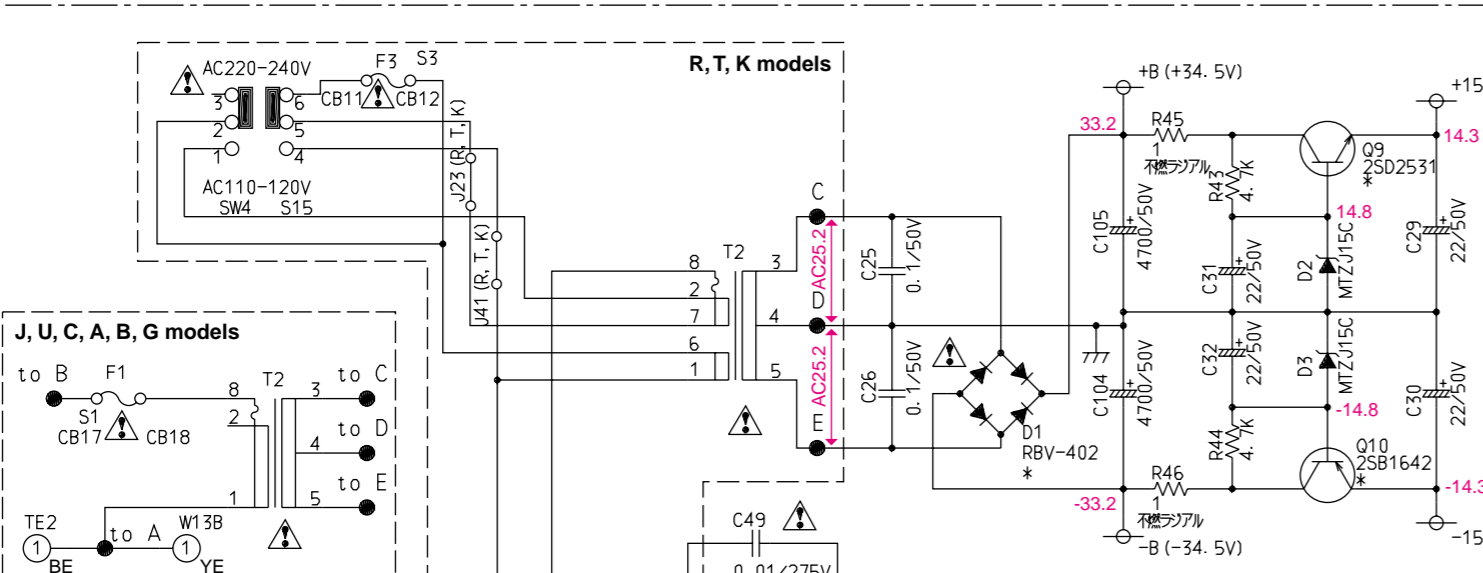 R, T, K models
AC220-240V
F3
S3
3
6
CB11
CB12
2
5
1
4
AC110-120V
SW4
S15
J23 (R, T, K)
J41 (R, T, K)
T2
8
2
7
6
1
3
4
5
C
AC25.2
D
AC25.2
E
C25
0.1/50V
C26
0.1/50V
D1
RBV-402
*
+B (+34.5V)
33.2
R45
1
不燃ラジアル
R43
4.7K
Q9
2SD2531
*
+15
14.3
14.8
C105
4700/50V
C31
22/50V
D2
MTZJ15C
C29
22/50V
C104
4700/50V
C32
22/50V
D3
MTZJ15C
C30
22/50V
-14.8
R44
4.7K
Q10
2SB1642
*
-33.2
R46
1
不燃ラジアル
-14.3
-15
-B (-34.5V)
J, U, C, A, B, G models
to B
F1
S1
CB17
CB18
8
T2
3
to C
2
4
to D
1
5
to E
TE2
1
BE
to A
W13B
1
YE
C49
0.01/275V